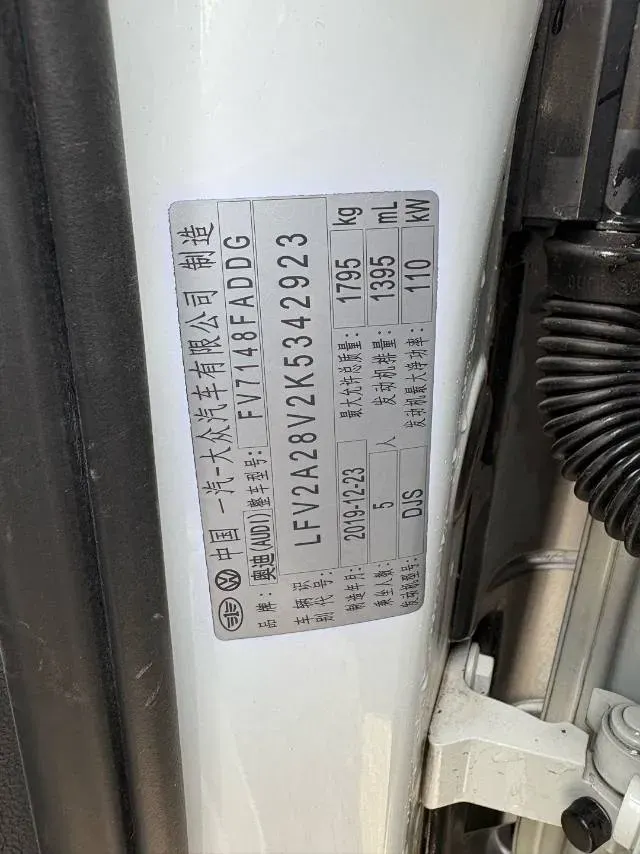 中国 一汽-大众汽车有限公司 制造
品牌: 奥迪(AUDI) 整车型号: FV7148FADDG
车辆识别代号: LFV2A28V2K5342923
制造年月: 2019-12-23 最大允许总质量: 1795 kg
乘坐人数: 5 人 发动机排量: 1395 mL
发动机型号: DJS 发动机最大净功率: 110 kW